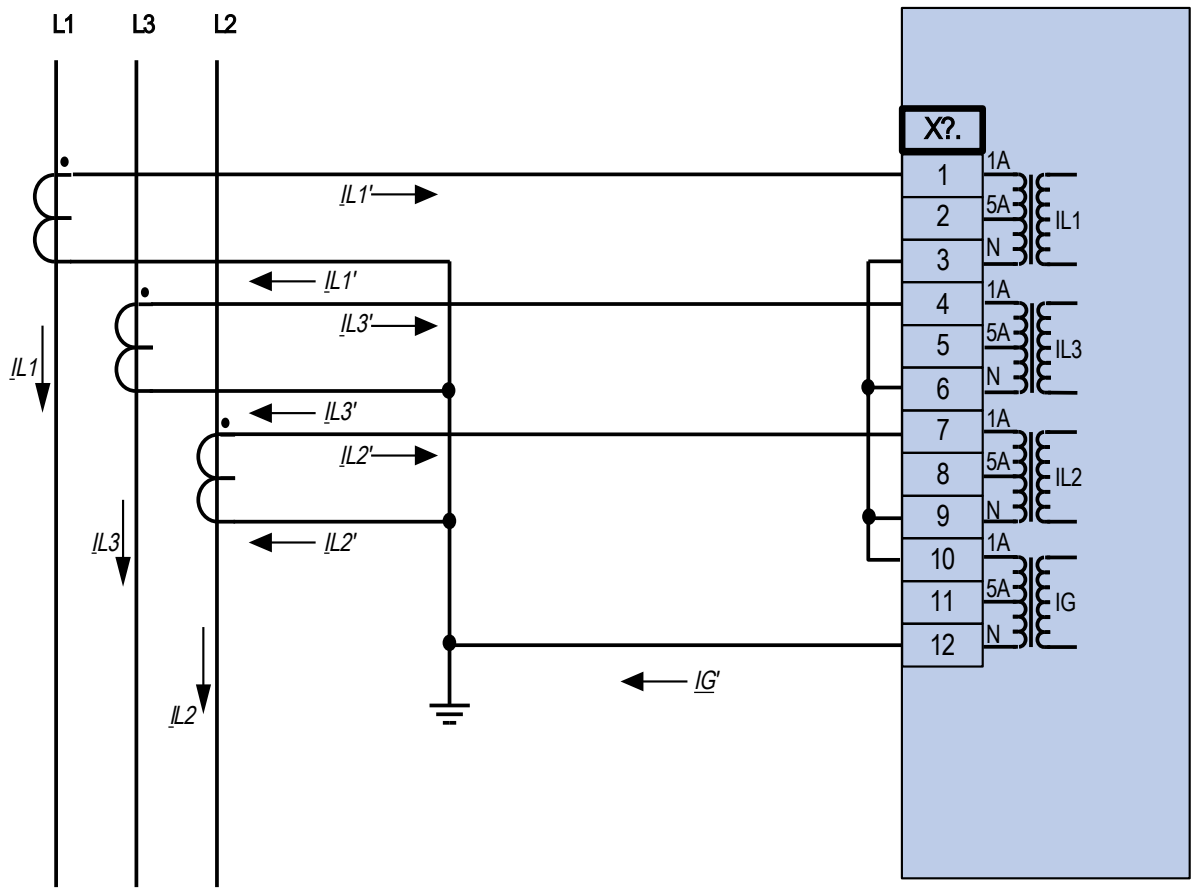 L1 L3 L2
X?.
1 1A
IL1'
2 5A IL1
3 N
IL1'
4 1A
IL3'
5 5A IL3
IL1
6 N
IL3'
7 1A
IL2'
8 5A IL2
9 N
IL3
IL2'
10 1A
11 5A IG
12 N
IG'
IL2